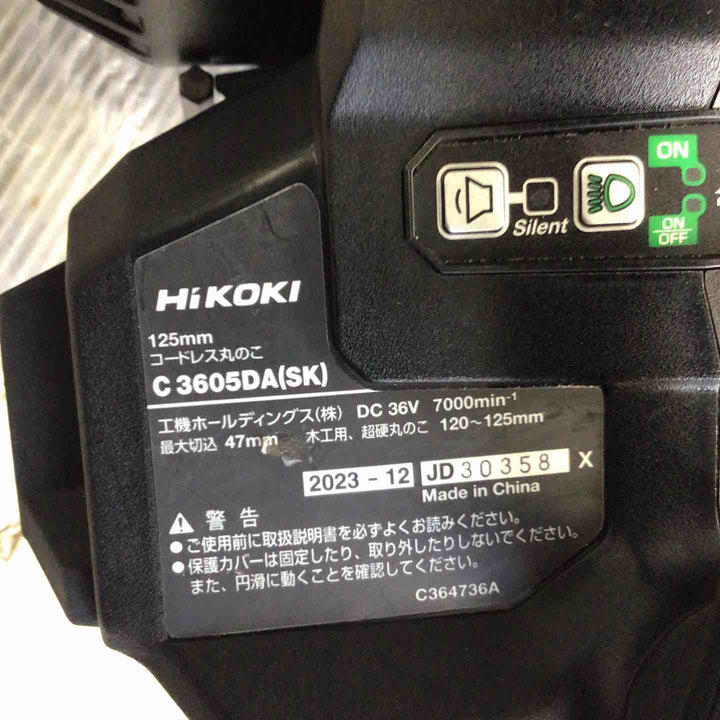 ON
Silent
ON
OFF
HiKOKI
125mm
コードレス丸のこ
C 3605DA(SK)
工機ホールディングス(株) DC 36V 7000min⁻¹
最大切込 47mm 木工用、超硬丸のこ 120～125mm
2023 - 12 JD 30358 X
Made in China
警告
●ご使用前に取扱説明書を必ずよくお読みください。
●保護カバーは固定したり、取り外したりしないでください。
また、円滑に動くことを確認してください。
C364736A